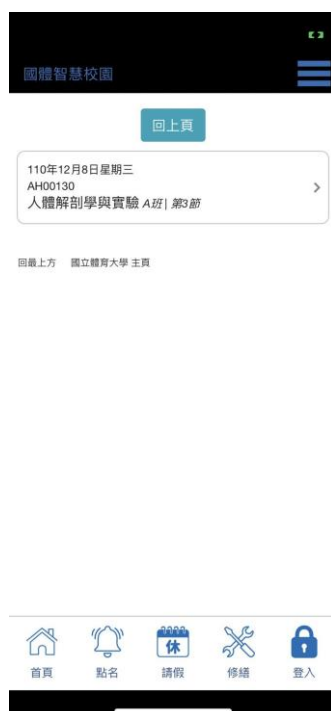 國體智慧校園
回上頁
110年12月8日星期三
AH00130
人體解剖學與實驗 A班| 第3節
回最上方 國立體育大學 主頁
休
首頁 點名 請假 修繕 登入